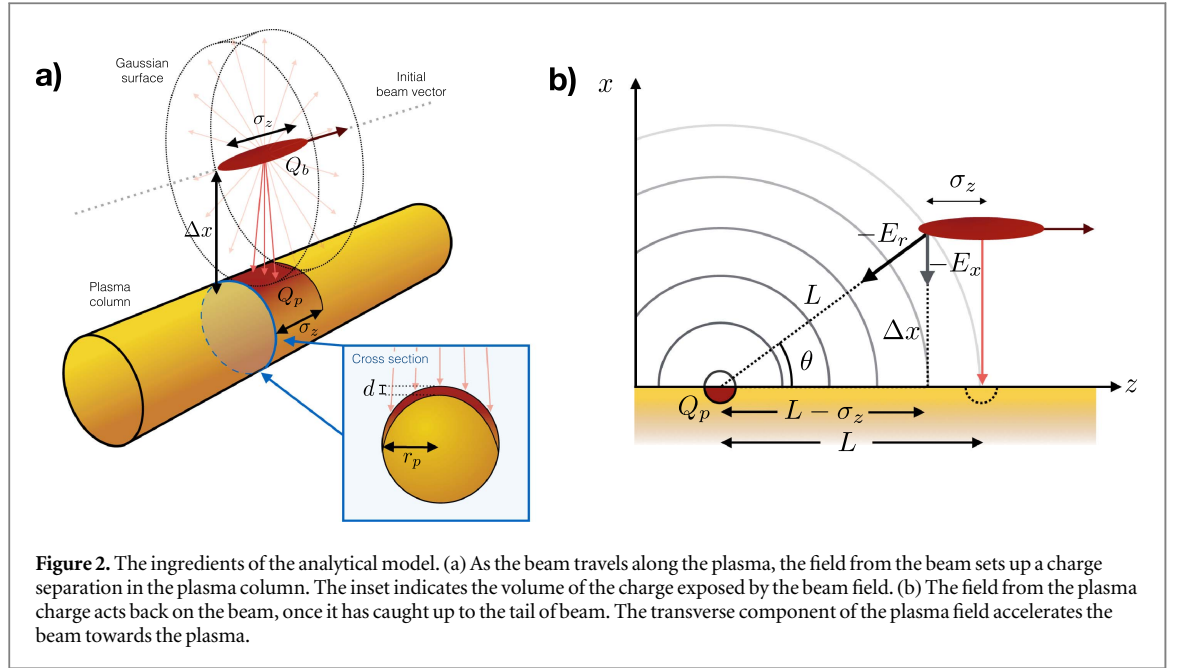 a)
Gaussian
surface
Initial
beam vector
σz
Qb
Δx
Plasma
column
Qp
σz
Cross section
d
rp
b)
x
σz
−Er
−Ex
L
Δx
θ
z
Qp
L − σz
L
Figure 2. The ingredients of the analytical model. (a) As the beam travels along the plasma, the field from the beam sets up a charge
separation in the plasma column. The inset indicates the volume of the charge exposed by the beam field. (b) The field from the plasma
charge acts back on the beam, once it has caught up to the tail of beam. The transverse component of the plasma field accelerates the
beam towards the plasma.